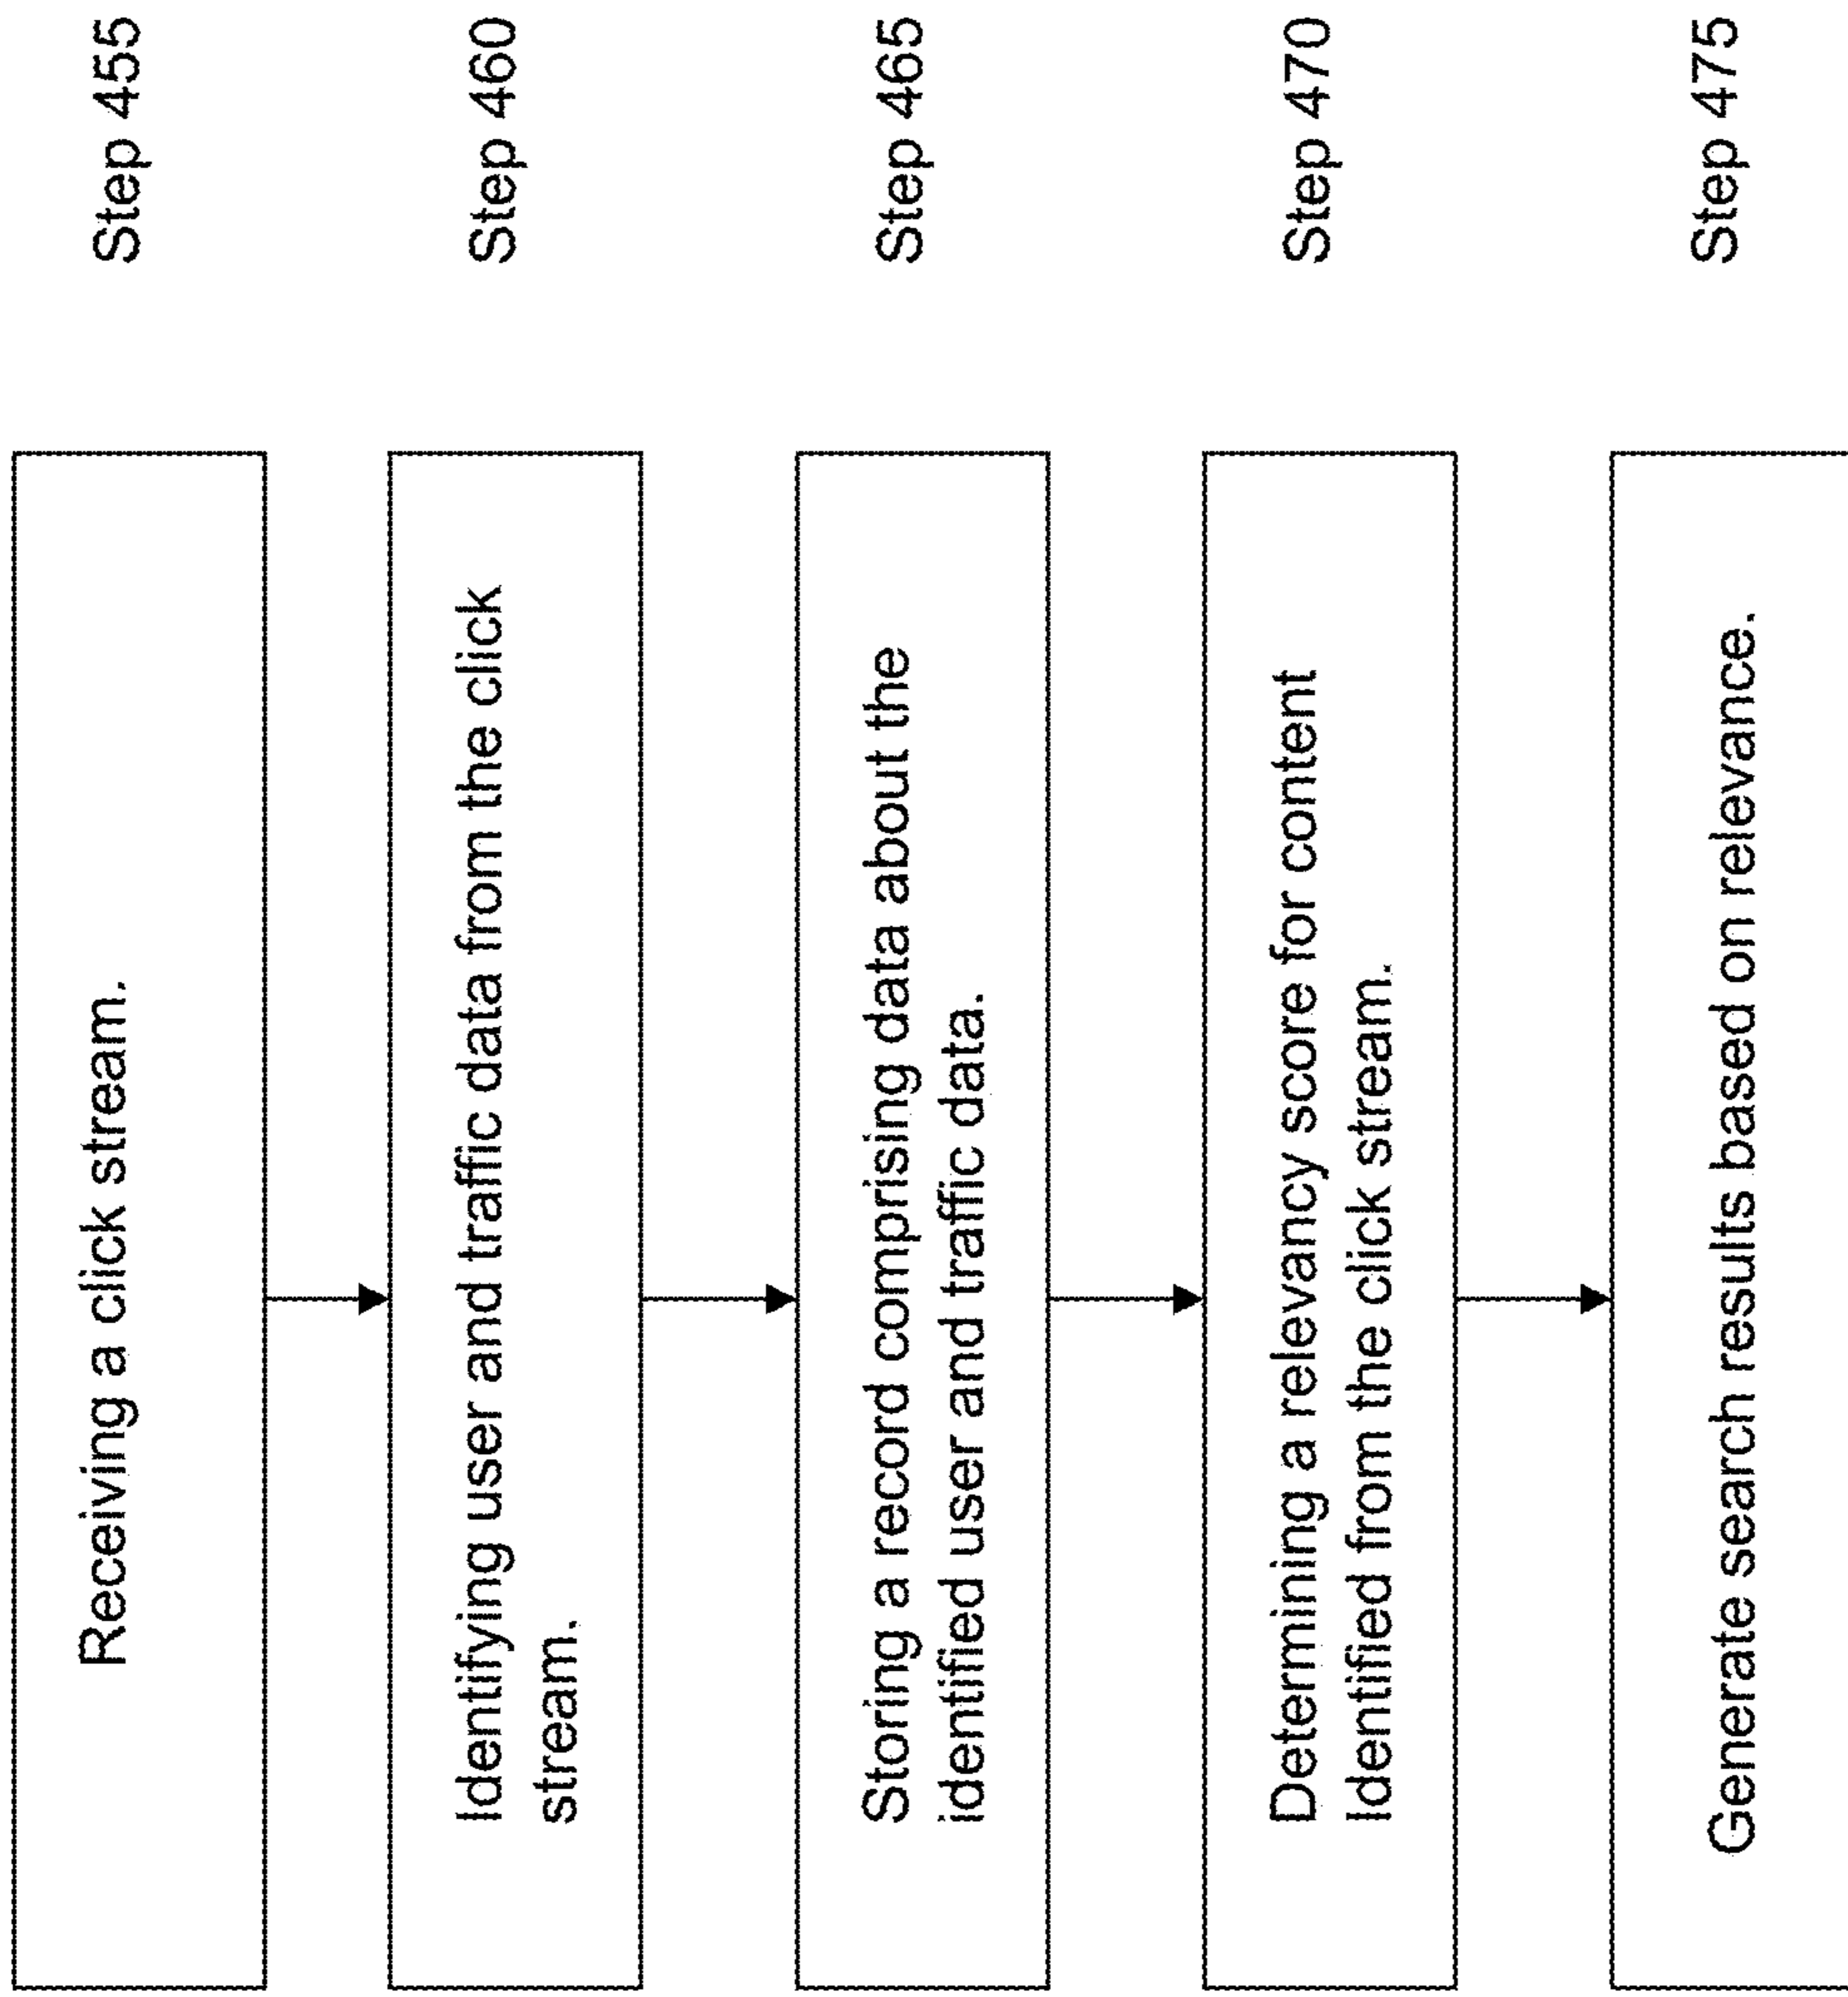 Receiving a click stream.
Step 455
Identifying user and traffic data from the click
stream.
Step 460
Storing a record comprising data about the
identified user and traffic data.
Step 465
Determining a relevancy score for content
Identified from the click stream.
Step 470
Generate search results based on relevance.
Step 475